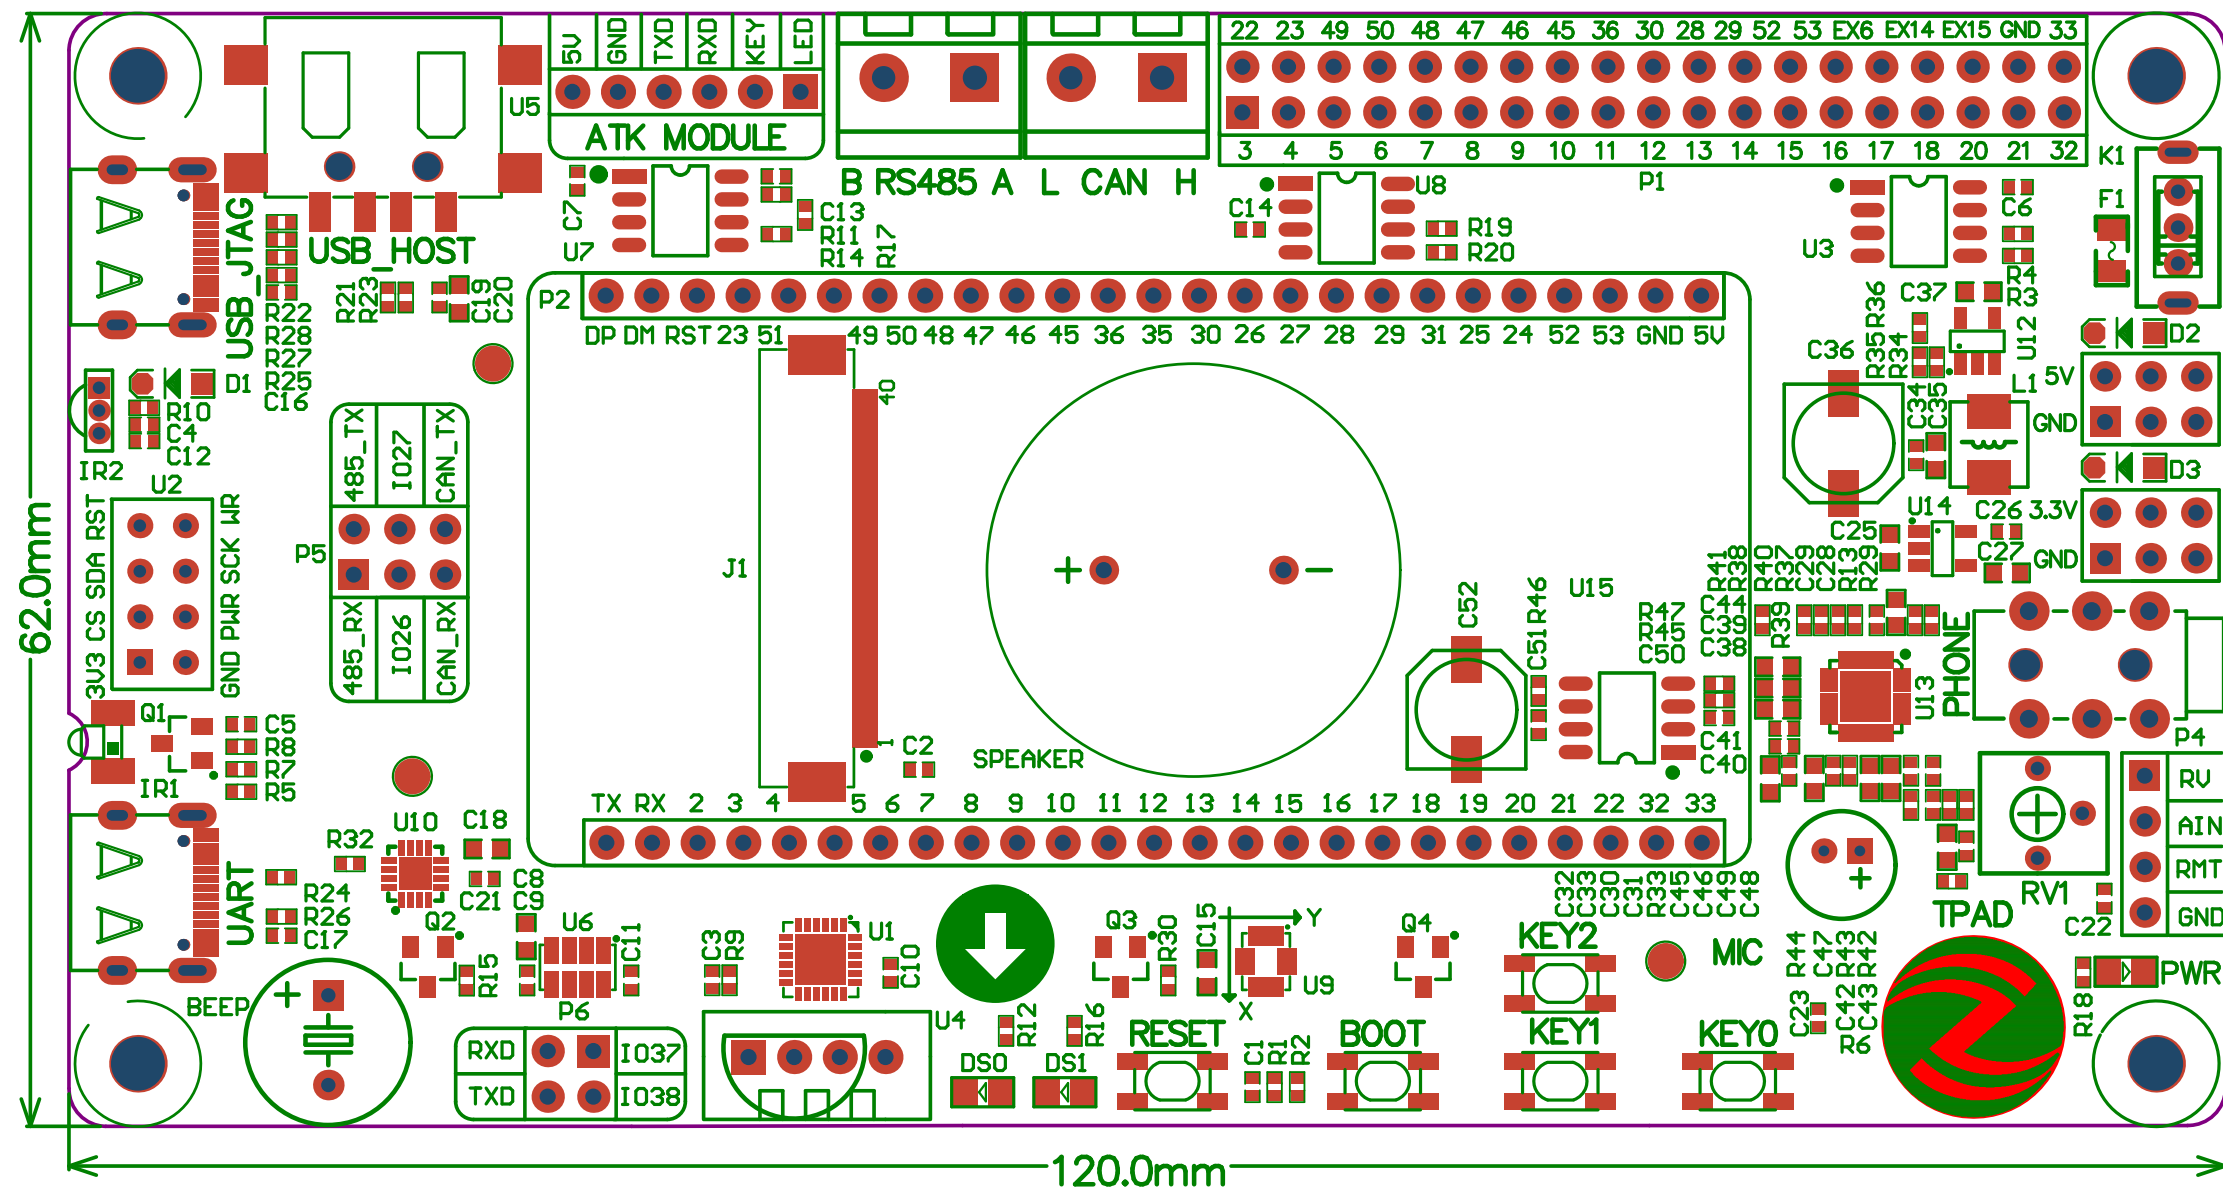 5V GND TXD RXD KEY LED
ATK MODULE
U5
B RS485 A L CAN H
22 23 49 50 48 47 46 45 36 30 28 29 52 53 EX6 EX14 EX15 GND 33
3 4 5 6 7 8 9 10 11 12 13 14 15 16 17 18 20 21 32
P1
K1
F1
USB_HOST
USB_JTAG
C7
U7
C13
R11
R14
R17
C14
U8
R19
R20
U3
C6
R4
R3
R22
R28
R27
R25
C16
R21
R23
C19
C20
P2
DP DM RST 23 51 49 50 48 47 46 45 36 35 30 26 27 28 29 31 25 24 52 53 GND 5V
C37
R36
R35
R34
U12
C36
L1
D2
5V
GND
C34
C35
D3
3.3V
GND
D1
R10
C4
C12
IR2
U2
3V3 CS SDA RST
GND PWR SCK WR
485_TX IO27 CAN_TX
P5
485_RX IO26 CAN_RX
40
J1
1
C2
SPEAKER
U14
C26
C25
C27
R41
R38
R40
R37
C29
C28
R13
R29
R39
C52
R46
C51
U15
R47
R45
C50
C44
C39
C38
C41
C40
U13
PHONE
P4
Q1
IR1
C5
R8
R7
R5
TX RX 2 3 4 5 6 7 8 9 10 11 12 13 14 15 16 17 18 19 20 21 22 32 33
RV
AIN
RMT
GND
RV1
TPAD
C22
UART
R32
U10
C18
C21
C8
C9
R24
R26
C17
Q2
R15
U6
C11
P6
C3
R9
U1
C10
Q3
R30
C15
Y
X
U9
Q4
C32
C33
C30
C31
R33
C45
C46
C49
C48
KEY2
MIC
R44
C47
R43
R42
C23
C42
C43
R6
R18
PWR
BEEP
RXD IO37
TXD IO38
U4
R12
R16
DS0 DS1
RESET
C1
R1
R2
BOOT
KEY1
KEY0
62.0mm
120.0mm